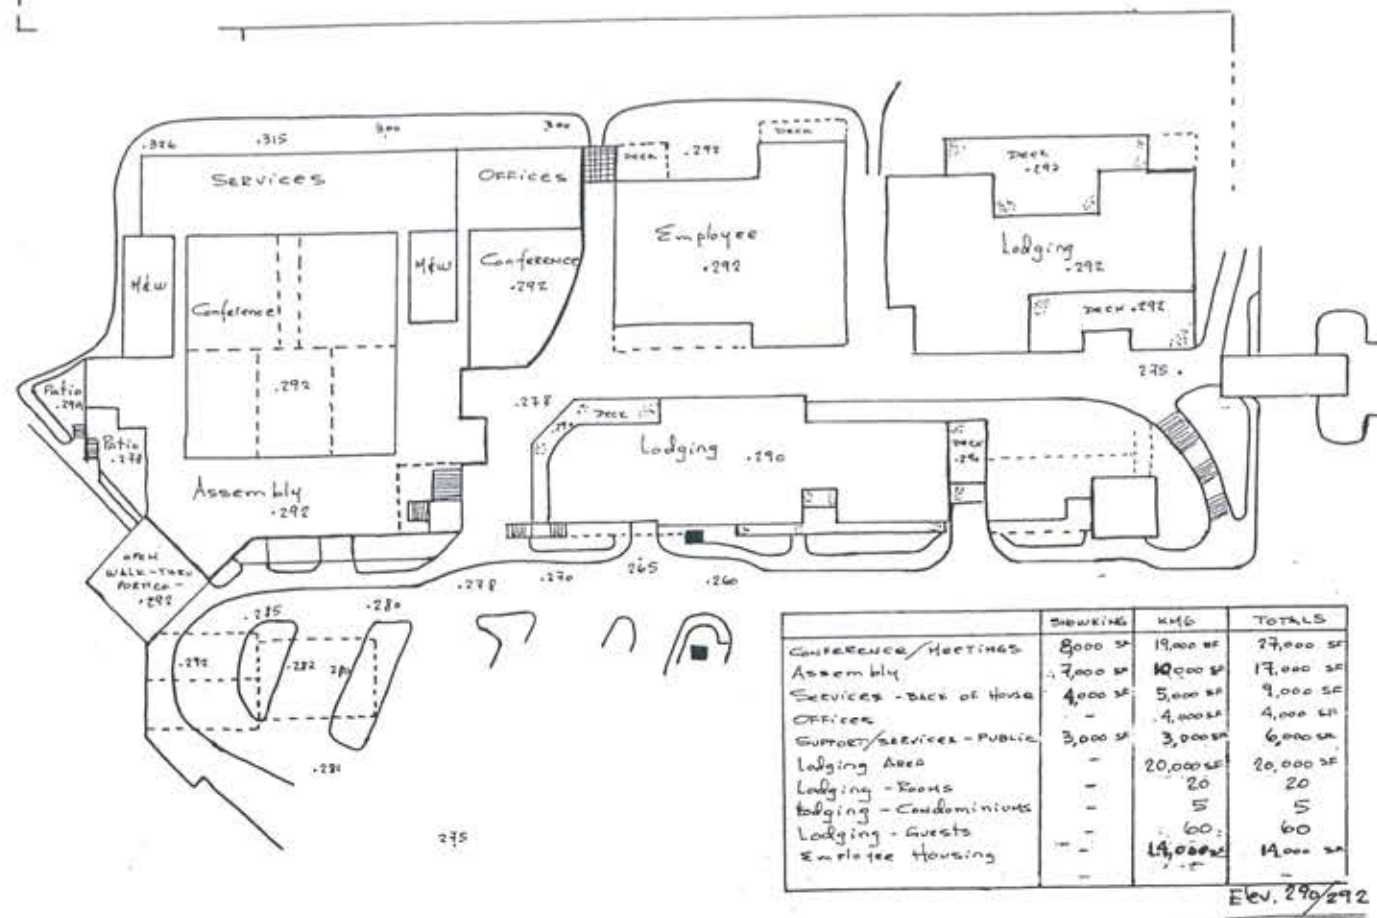 .326
.315
300
300
SERVICES
OFFICES
DECK
.292
DECK
DECK
.292
M&W
Conference
M&W
Conference
.292
Employee
.292
Lodging
.292
DECK .292
.292
275 .
Patio
Patio
.278
.278
DECK
Lodging .290
DECK
Assembly
.292
OPEN
WALK-THRU
PORTICO-
.292
.278
.270
.265
.260
.285
.280
.292
.282
.281
275
SNOWKING KMG TOTALS
CONFERENCE/MEETINGS 8,000 SF 19,000 SF 27,000 SF
Assembly 7,000 SF 10,000 SF 17,000 SF
SERVICES - BACK OF HOUSE 4,000 SF 5,000 SF 9,000 SF
OFFICES - 4,000 SF 4,000 SF
SUPPORT/SERVICES - PUBLIC 3,000 SF 3,000 SF 6,000 SF
Lodging AREA - 20,000 SF 20,000 SF
Lodging - ROOMS - 20 20
Lodging - Condominiums - 5 5
Lodging - Guests - 60 60
Employee Housing - 14,000 SF 14,000 SF
- -
Elev. 290/292